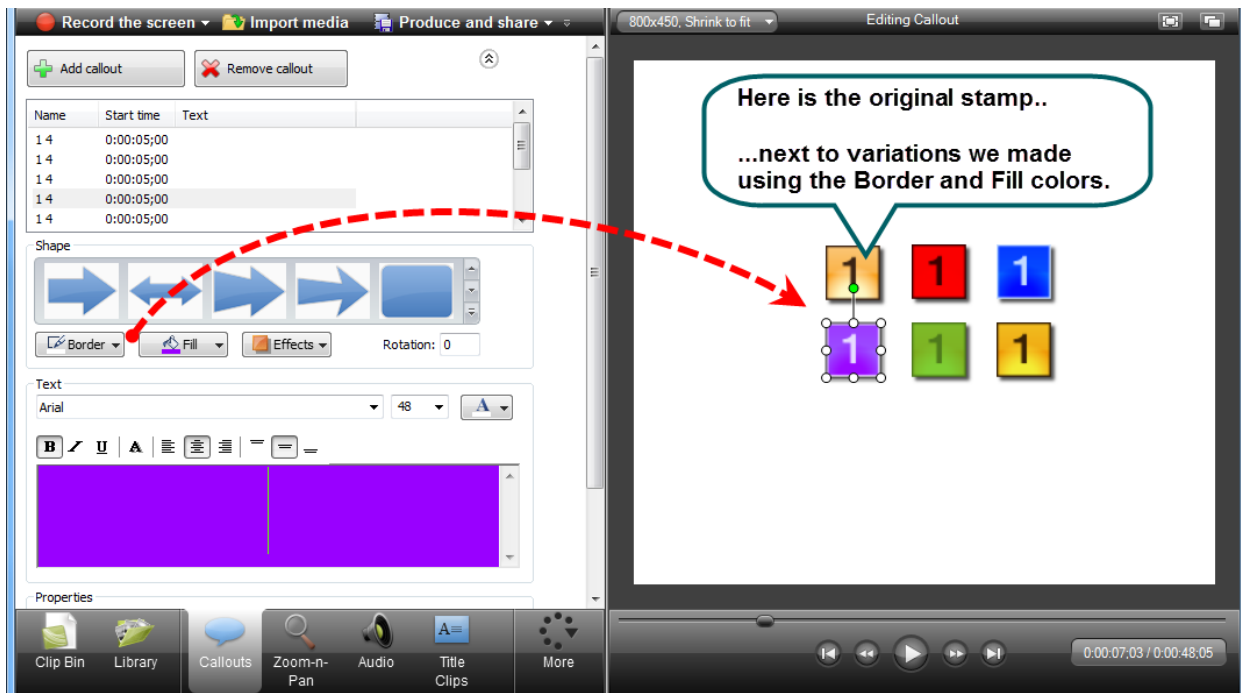 Record the screen Import media Produce and share
Add callout Remove callout
Name Start time Text
1 4 0:00:05;00
1 4 0:00:05;00
1 4 0:00:05;00
1 4 0:00:05;00
1 4 0:00:05;00
Shape
Border Fill Effects Rotation: 0
Text
Arial 48 A
B I U A
Properties
Clip Bin Library Callouts Zoom-n-Pan Audio A= Title Clips More
800x450, Shrink to fit Editing Callout
Here is the original stamp..
...next to variations we made
using the Border and Fill colors.
1 1 1
1 1 1
0:00:07;03 / 0:00:48;05